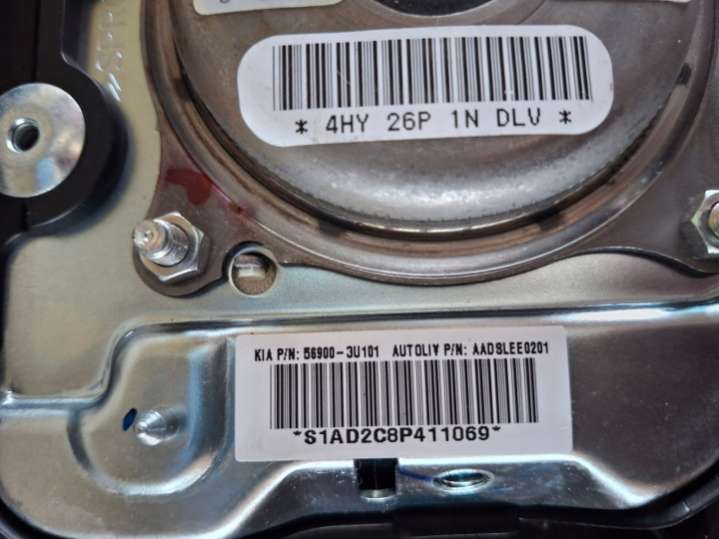 * 4HY 26P 1N DLV *
KIA P/N: 56900-3U101 AUTOLIV P/N: AADSLEE0201
*S1AD2C8P411069*